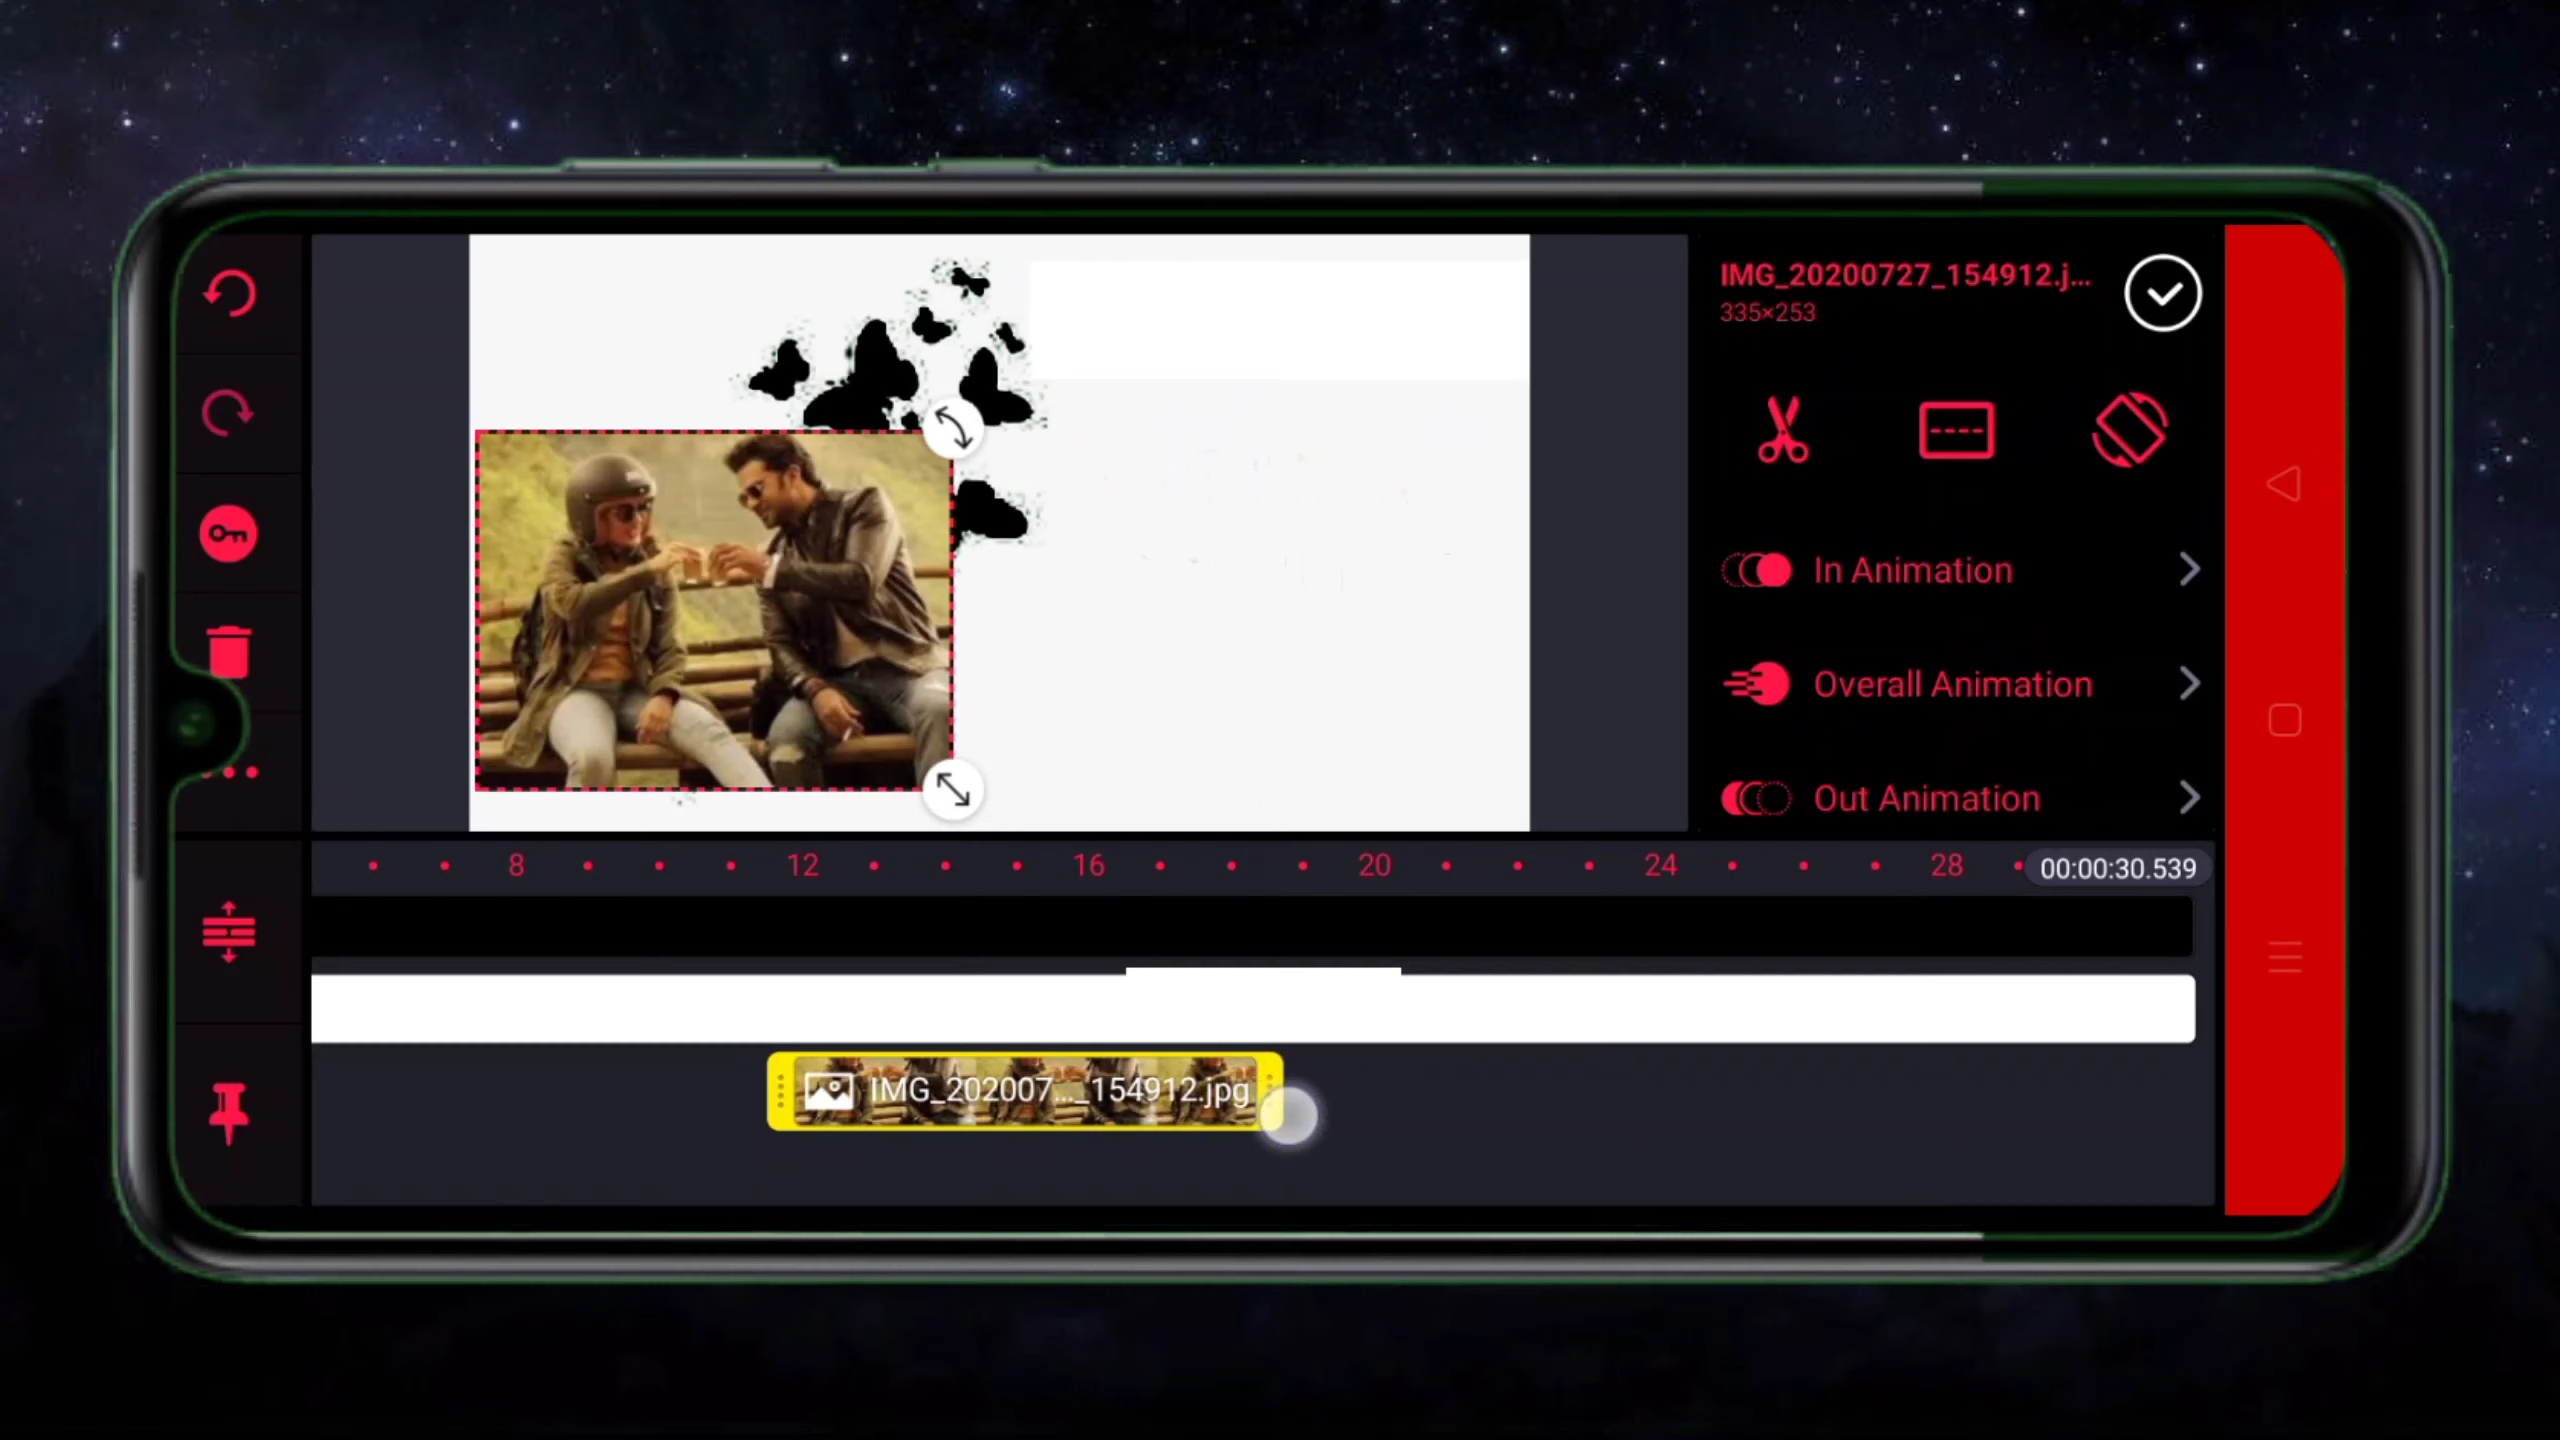 IMG_20200727_154912.j...
335×253
In Animation
Overall Animation
Out Animation
8 12 16 20 24 28 00:00:30.539
IMG_202007..._154912.jpg